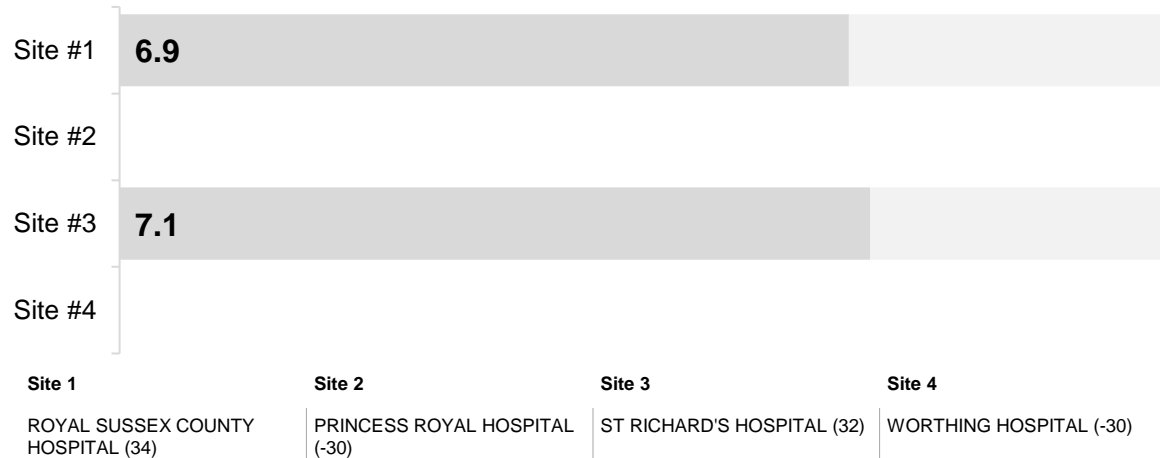 Site #1
6.9
Site #2
Site #3
7.1
Site #4
Site 1
Site 2
Site 3
Site 4
ROYAL SUSSEX COUNTY
HOSPITAL (34)
PRINCESS ROYAL HOSPITAL
(-30)
ST RICHARD'S HOSPITAL (32)
WORTHING HOSPITAL (-30)